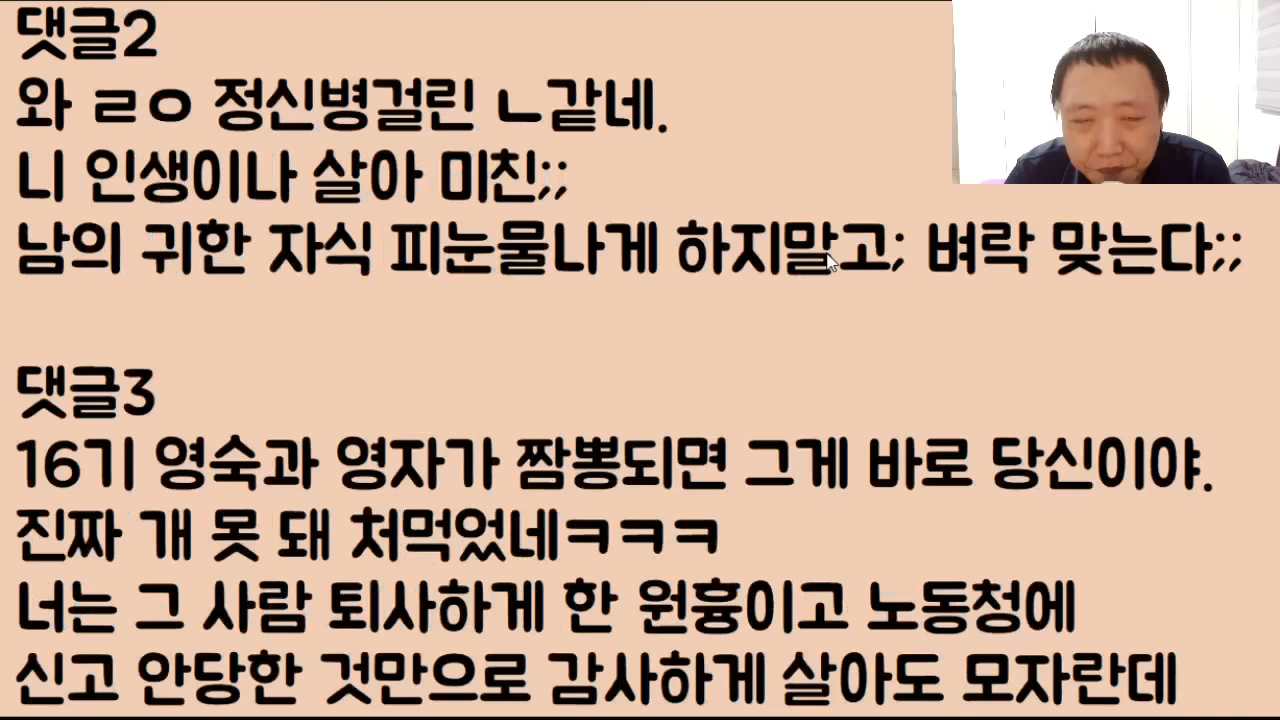 댓글2
와 ㄹㅇ 정신병걸린 ㄴ같네.
니 인생이나 살아 미친;;
남의 귀한 자식 피눈물나게 하지말고; 벼락 맞는다;;
댓글3
16기 영숙과 영자가 짬뽕되면 그게 바로 당신이야.
진짜 개 못 돼 처먹었네ㅋㅋㅋ
너는 그 사람 퇴사하게 한 원흉이고 노동청에
신고 안당한 것만으로 감사하게 살아도 모자란데